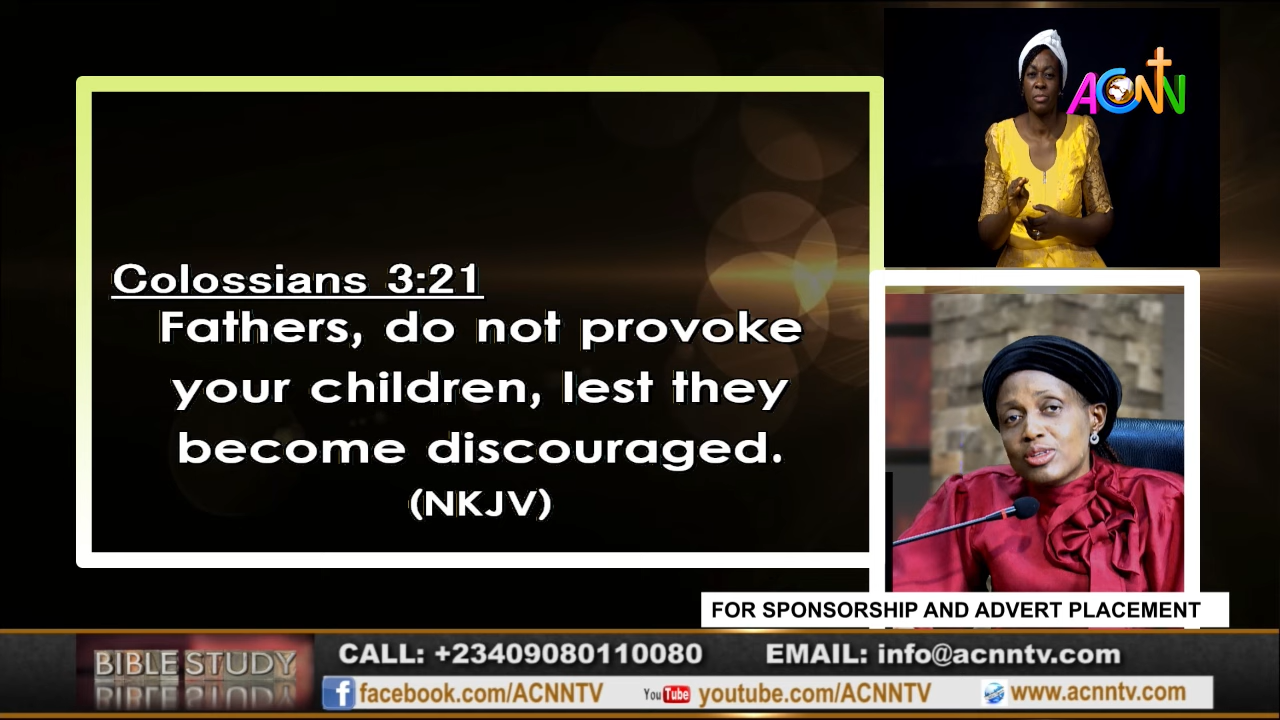 Colossians 3:21
Fathers, do not provoke
your children, lest they
become discouraged.
(NKJV)
ACNN
FOR SPONSORSHIP AND ADVERT PLACEMENT
BIBLE STUDY
CALL: +23409080110080 EMAIL: info@acnntv.com
facebook.com/ACNNTV YouTube youtube.com/ACNNTV www.acnntv.com